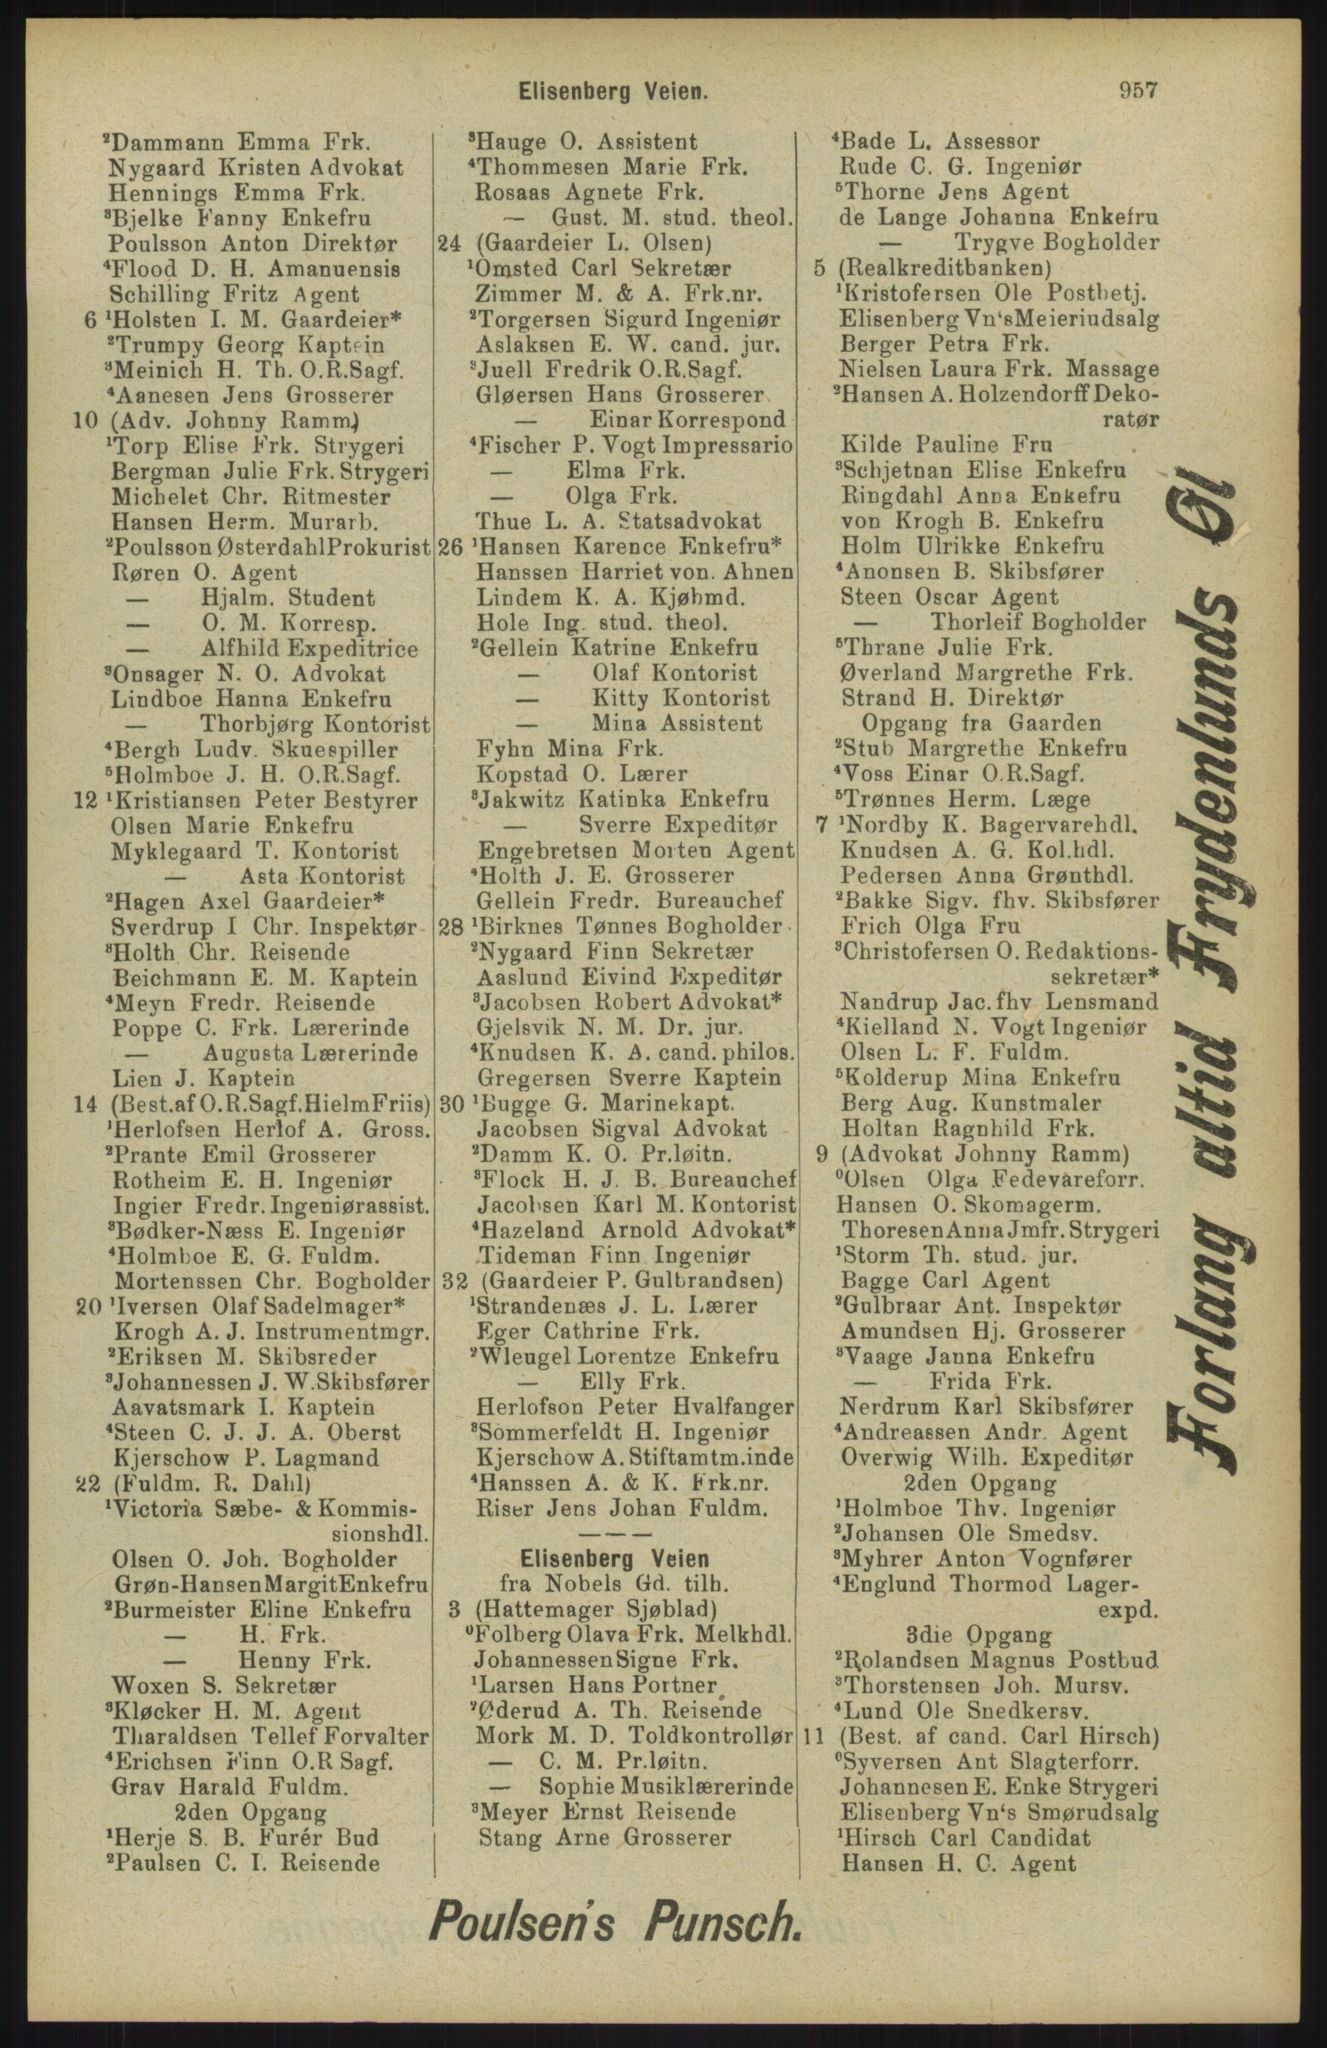 Elisenberg Veien.
957
²Dammann Emma Frk.
Nygaard Kristen Advokat
Hennings Emma Frk.
³Bjelke Fanny Enkefru
Poulsson Anton Direktør
⁴Flood D. H. Amanuensis
Schilling Fritz Agent
6 ¹Holsten I. M. Gaardeier*
²Trumpy Georg Kaptein
³Meinich H. Th. O.R.Sagf.
⁴Aanesen Jens Grosserer
10 (Adv. Johnny Ramm)
¹Torp Elise Frk. Strygeri
Bergman Julie Frk. Strygeri
Michelet Chr. Ritmester
Hansen Herm. Murarb.
²Poulsson Østerdahl Prokurist
Røren O. Agent
— Hjalm. Student
— O. M. Korresp.
— Alfhild Expeditrice
³Onsager N. O. Advokat
Lindboe Hanna Enkefru
— Thorbjørg Kontorist
⁴Bergh Ludv. Skuespiller
⁵Holmboe J. H. O.R.Sagf.
12 ¹Kristiansen Peter Bestyrer
Olsen Marie Enkefru
Myklegaard T. Kontorist
— Asta Kontorist
²Hagen Axel Gaardeier*
Sverdrup I Chr. Inspektør
³Holth Chr. Reisende
Beichmann E. M. Kaptein
⁴Meyn Fredr. Reisende
Poppe C. Frk. Lærerinde
— Augusta Lærerinde
Lien J. Kaptein
14 (Best.af O.R.Sagf.Hielm Friis)
¹Herlofsen Herlof A. Gross.
²Prante Emil Grosserer
Rotheim E. H. Ingeniør
Ingier Fredr. Ingeniørassist.
³Bødker-Næss E. Ingeniør
⁴Holmboe E. G. Fuldm.
Mortenssen Chr. Bogholder
20 ¹Iversen Olaf Sadelmager*
Krogh A. J. Instrumentmgr.
²Eriksen M. Skibsreder
³Johannessen J. W. Skibsfører
Aavatsmark I. Kaptein
⁴Steen C. J. J. A. Oberst
Kjerschow P. Lagmand
22 (Fuldm. R. Dahl)
¹Victoria Sæbe- & Kommis-
sionshdl.
Olsen O. Joh. Bogholder
Grøn-Hansen Margit Enkefru
²Burmeister Eline Enkefru
— H. Frk.
— Henny Frk.
Woxen S. Sekretær
³Kløcker H. M. Agent
Tharaldsen Tellef Forvalter
⁴Erichsen Finn O.R Sagf.
Grav Harald Fuldm.
2den Opgang
¹Herje S. B. Furér Bud
²Paulsen C. I. Reisende
³Hauge O. Assistent
⁴Thommesen Marie Frk.
Rosaas Agnete Frk.
— Gust. M. stud. theol.
24 (Gaardeier L. Olsen)
¹Omsted Carl Sekretær
Zimmer M. & A. Frk.nr.
²Torgersen Sigurd Ingeniør
Aslaksen E. W. cand. jur.
³Juell Fredrik O.R.Sagf.
Gløersen Hans Grosserer
— Einar Korrespond
⁴Fischer P. Vogt Impressario
— Elma Frk.
— Olga Frk.
Thue L. A. Statsadvokat
26 ¹Hansen Karence Enkefru*
Hanssen Harriet von. Ahnen
Lindem K. A. Kjøbmd.
Hole Ing. stud. theol.
²Gellein Katrine Enkefru
— Olaf Kontorist
— Kitty Kontorist
— Mina Assistent
Fyhn Mina Frk.
Kopstad O. Lærer
³Jakwitz Katinka Enkefru
— Sverre Expeditør
Engebretsen Morten Agent
⁴Holth J. E. Grosserer
Gellein Fredr. Bureauchef
28 ¹Birknes Tønnes Bogholder
²Nygaard Finn Sekretær
Aaslund Eivind Expeditør
³Jacobsen Robert Advokat*
Gjelsvik N. M. Dr. jur.
⁴Knudsen K. A. cand. philos.
Gregersen Sverre Kaptein
30 ¹Bugge G. Marinekapt.
Jacobsen Sigval Advokat
²Damm K. O. Pr.løitn.
³Flock H. J. B. Bureauchef
Jacobsen Karl M. Kontorist
⁴Hazeland Arnold Advokat*
Tideman Finn Ingeniør
32 (Gaardeier P. Gulbrandsen)
¹Strandenæs J. L. Lærer
Eger Cathrine Frk.
²Wleugel Lorentze Enkefru
— Elly Frk.
Herlofson Peter Hvalfanger
³Sommerfeldt H. Ingeniør
Kjerschow A. Stiftamtm.inde
⁴Hanssen A. & K. Frk.nr.
Riser Jens Johan Fuldm.
— — —
Elisenberg Veien
fra Nobels Gd. tilh.
3 (Hattemager Sjøblad)
⁰Folberg Olava Frk. Melkhdl.
Johannessen Signe Frk.
¹Larsen Hans Portner
²Øderud A. Th. Reisende
Mork M. D. Toldkontrollør
— C. M. Pr.løitn.
— Sophie Musiklærerinde
³Meyer Ernst Reisende
Stang Arne Grosserer
⁴Bade L. Assessor
Rude C. G. Ingeniør
⁵Thorne Jens Agent
de Lange Johanna Enkefru
— Trygve Bogholder
5 (Realkreditbanken)
¹Kristofersen Ole Postbetj.
Elisenberg Vn's Meieriudsalg
Berger Petra Frk.
Nielsen Laura Frk. Massage
²Hansen A. Holzendorff Deko-
ratør
Kilde Pauline Fru
³Schjetnan Elise Enkefru
Ringdahl Anna Enkefru
von Krogh B. Enkefru
Holm Ulrikke Enkefru
⁴Anonsen B. Skibsfører
Steen Oscar Agent
— Thorleif Bogholder
⁵Thrane Julie Frk.
Øverland Margrethe Frk.
Strand H. Direktør
Opgang fra Gaarden
²Stub Margrethe Enkefru
⁴Voss Einar O.R.Sagf.
⁵Trønnes Herm. Læge
7 ¹Nordby K. Bagervarehdl.
Knudsen A. G. Kol.hdl.
Pedersen Anna Grønthdl.
²Bakke Sigv. fhv. Skibsfører
Frich Olga Fru
³Christofersen O. Redaktions-
sekretær*
Nandrup Jac. fhv Lensmand
⁴Kielland N. Vogt Ingeniør
Olsen L. F. Fuldm.
⁵Kolderup Mina Enkefru
Berg Aug. Kunstmaler
Holtan Ragnhild Frk.
9 (Advokat Johnny Ramm)
⁰Olsen Olga Fedevareforr.
Hansen O. Skomagerm.
Thoresen Anna Jmfr. Strygeri
¹Storm Th. stud. jur.
Bagge Carl Agent
²Gulbraar Ant. Inspektør
Amundsen Hj. Grosserer
³Vaage Janna Enkefru
— Frida Frk.
Nerdrum Karl Skibsfører
⁴Andreassen Andr. Agent
Overwig Wilh. Expeditør
2den Opgang
¹Holmboe Thv. Ingeniør
²Johansen Ole Smedsv.
³Myhrer Anton Vognfører
⁴Englund Thormod Lager-
expd.
3die Opgang
²Rolandsen Magnus Postbud
³Thorstensen Joh. Mursv.
⁴Lund Ole Snedkersv.
11 (Best. af cand. Carl Hirsch)
⁰Syversen Ant Slagterforr.
Johannesen E. Enke Strygeri
Elisenberg Vn's Smørudsalg
¹Hirsch Carl Candidat
Hansen H. C. Agent
Forlang altid Frydenlunds Øl
Poulsen's Punsch.